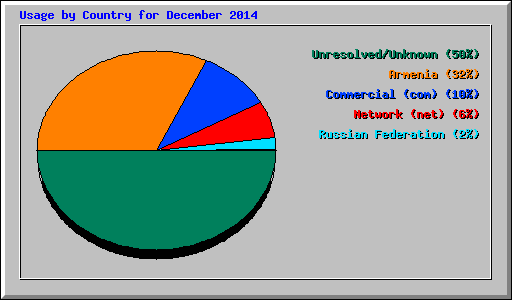 Usage by Country for December 2014
Unresolved/Unknown (50%)
Armenia (32%)
Commercial (com) (10%)
Network (net) (6%)
Russian Federation (2%)